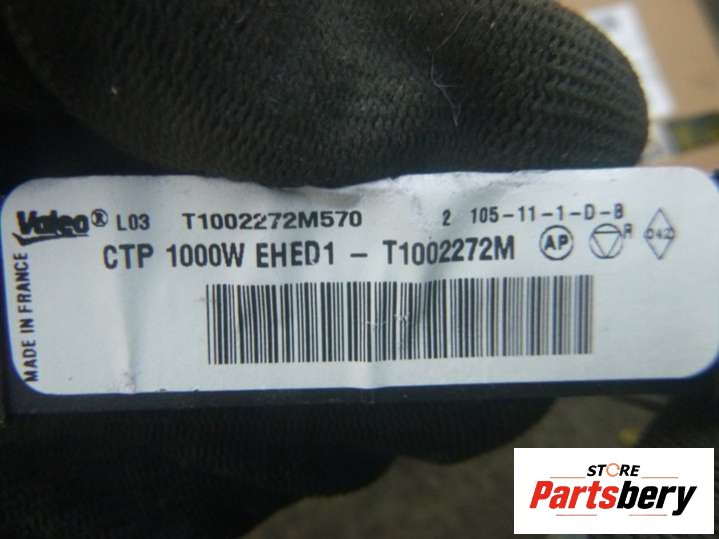 Valeo® L03 T1002272M570 2 105-11-1-D-B
CTP 1000W EHED1 - T1002272M AP R
MADE IN FRANCE
STORE
Partsbery